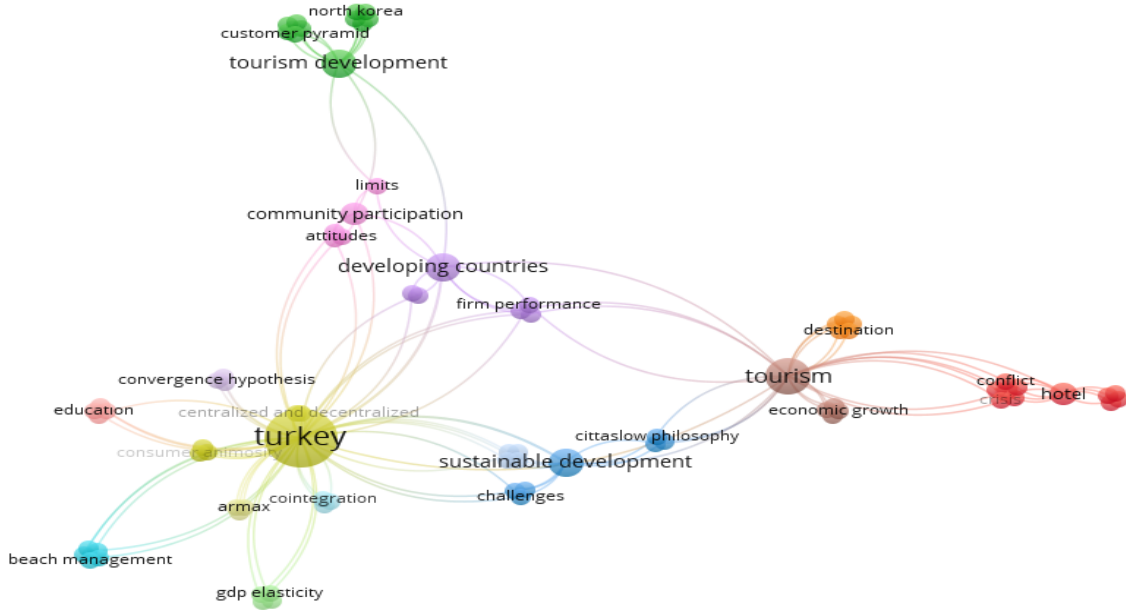 north korea
customer pyramid
tourism development
limits
community participation
attitudes
developing countries
firm performance
destination
convergence hypothesis
tourism
conflict
crisis
hotel
education
centralized and decentralized
economic growth
turkey
cittaslow philosophy
consumer animosity
sustainable development
challenges
cointegration
armax
beach management
gdp elasticity